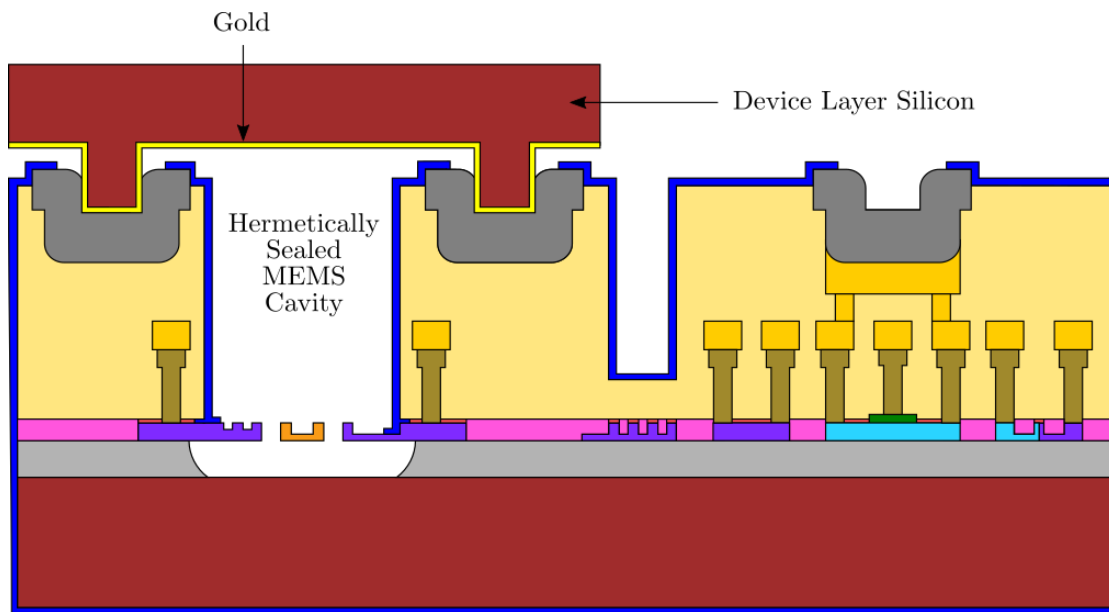 Gold
Device Layer Silicon
Hermetically
Sealed
MEMS
Cavity